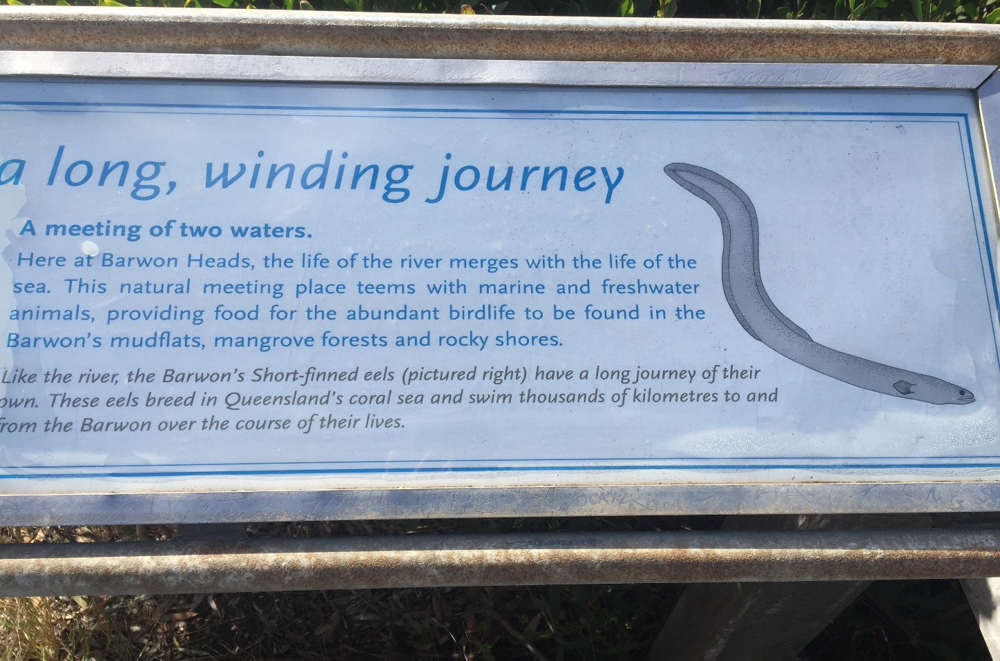 a long, winding journey
A meeting of two waters.
Here at Barwon Heads, the life of the river merges with the life of the
sea. This natural meeting place teems with marine and freshwater
animals, providing food for the abundant birdlife to be found in the
Barwon's mudflats, mangrove forests and rocky shores.
Like the river, the Barwon's Short-finned eels (pictured right) have a long journey of their
own. These eels breed in Queensland's coral sea and swim thousands of kilometres to and
from the Barwon over the course of their lives.